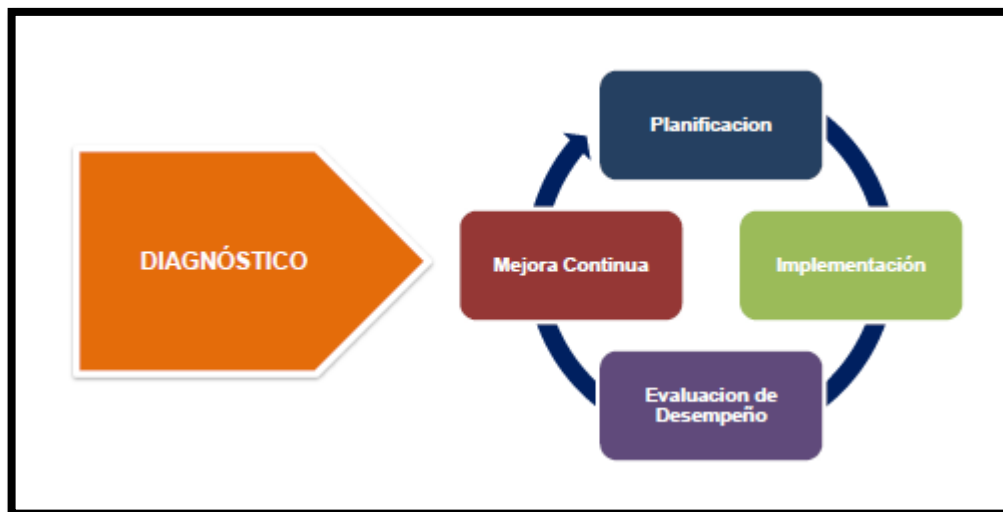 DIAGNÓSTICO
Planificacion
Implementación
Evaluacion de
Desempeño
Mejora Continua